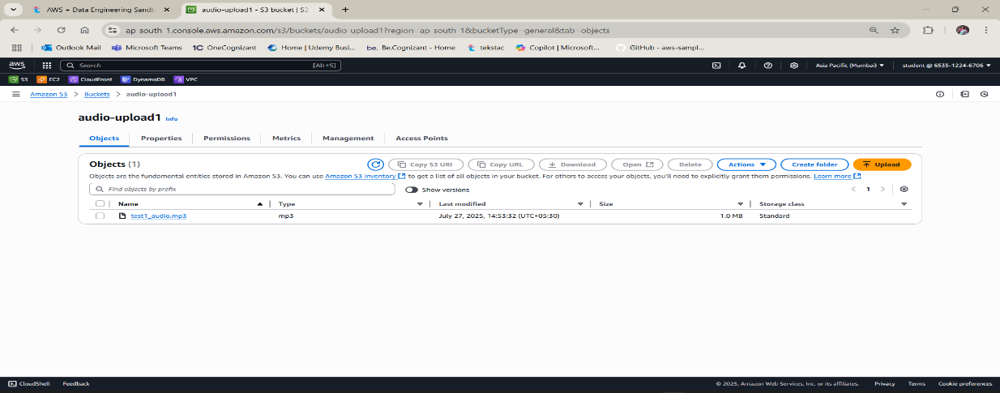 AWS + Data Engineering Sandb
audio-upload1 - S3 bucket | S3
ap-south-1.console.aws.amazon.com/s3/buckets/audio-upload1?region=ap-south-1&bucketType=general&tab=objects
Outlook Mail Microsoft Teams 1C OneCognizant Home | Udemy Busi... be. Be.Cognizant - Home tekstac Copilot | Microsoft... GitHub - aws-sampl...
aws Search [Alt+S] Asia Pacific (Mumbai) student @ 6535-1224-6706
S3 EC2 CloudFront DynamoDB VPC
Amazon S3 > Buckets > audio-upload1
audio-upload1 Info
Objects Properties Permissions Metrics Management Access Points
Objects (1) Copy S3 URI Copy URL Download Open Delete Actions Create folder Upload
Objects are the fundamental entities stored in Amazon S3. You can use Amazon S3 inventory to get a list of all objects in your bucket. For others to access your objects, you'll need to explicitly grant them permissions. Learn more
Find objects by prefix Show versions < 1 >
Name Type Last modified Size Storage class
test1_audio.mp3 mp3 July 27, 2025, 14:53:32 (UTC+05:30) 1.0 MB Standard
CloudShell Feedback © 2025, Amazon Web Services, Inc. or its affiliates. Privacy Terms Cookie preferences